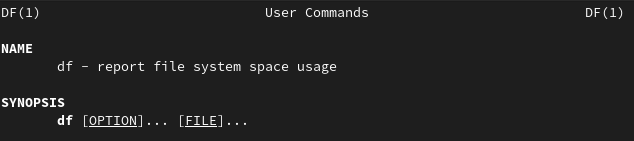 DF(1) User Commands DF(1)
NAME
df - report file system space usage
SYNOPSIS
df [OPTION]... [FILE]...